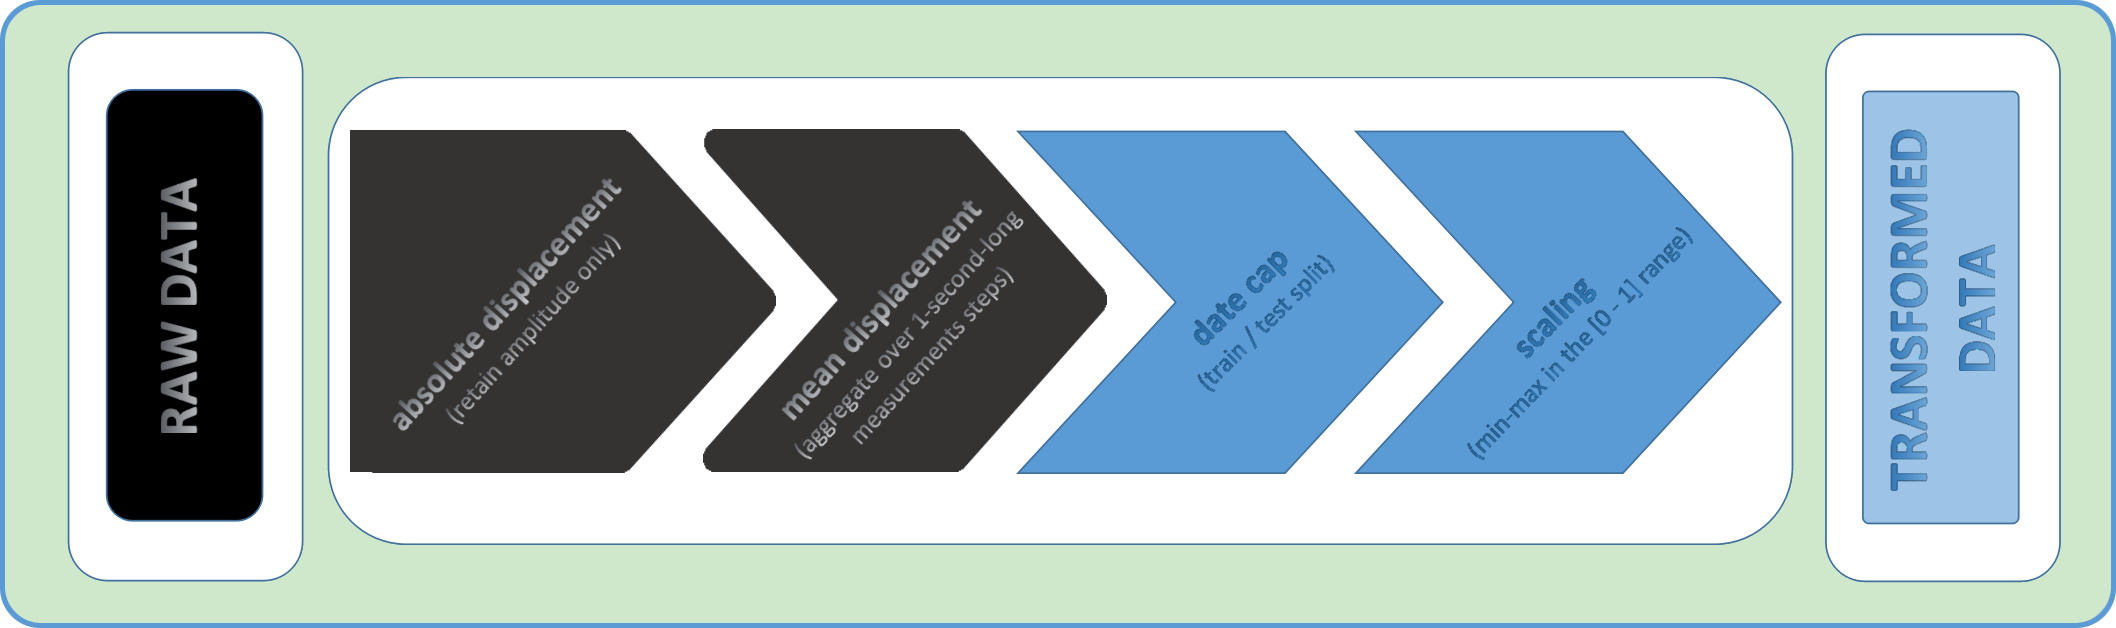 RAW DATA
absolute displacement
(retain amplitude only)
mean displacement
(aggregate over 1-second-long
measurements steps)
date cap
(train / test split)
scaling
(min-max in the [0 - 1] range)
TRANSFORMED
DATA